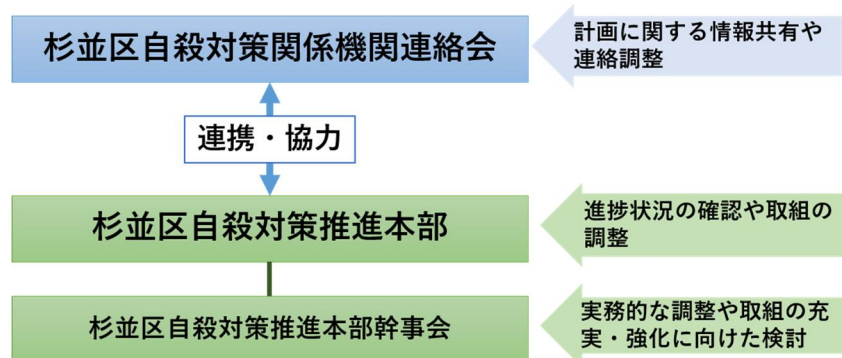 杉並区自殺対策関係機関連絡会
計画に関する情報共有や
連絡調整
連携・協力
杉並区自殺対策推進本部
進捗状況の確認や取組の
調整
杉並区自殺対策推進本部幹事会
実務的な調整や取組の充
実・強化に向けた検討